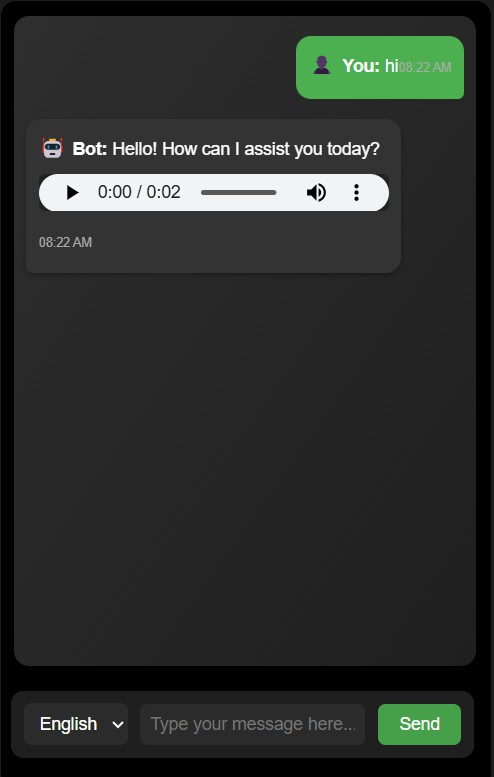 You: hi08:22 AM
Bot: Hello! How can I assist you today?
0:00 / 0:02
08:22 AM
English
Type your message here...
Send